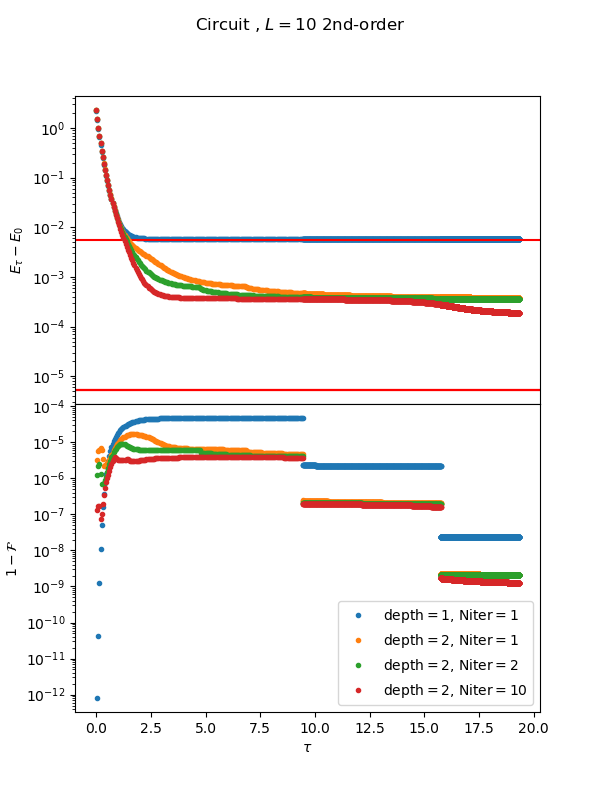 Circuit , L = 10 2nd-order
E_τ − E_0
10^0
10^−1
10^−2
10^−3
10^−4
10^−5
1 − ℱ
10^−4
10^−5
10^−6
10^−7
10^−8
10^−9
10^−10
10^−11
10^−12
depth = 1, Niter = 1
depth = 2, Niter = 1
depth = 2, Niter = 2
depth = 2, Niter = 10
0.0 2.5 5.0 7.5 10.0 12.5 15.0 17.5 20.0
τ